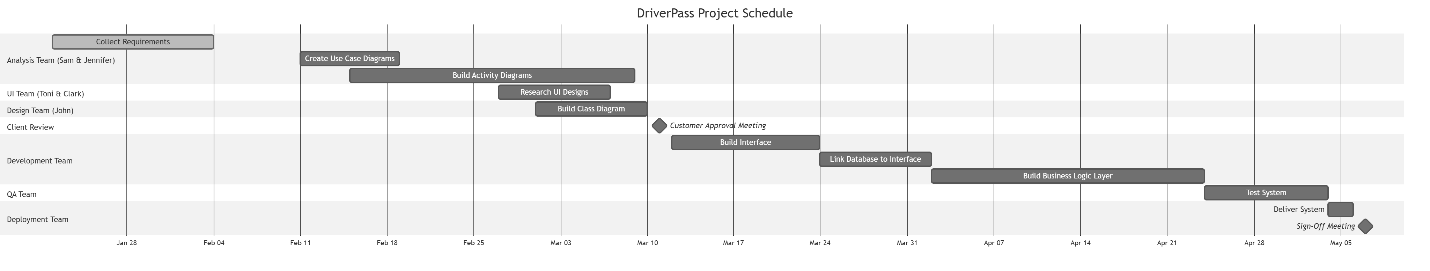 DriverPass Project Schedule
Collect Requirements
Analysis Team (Sam & Jennifer)
Create Use Case Diagrams
Build Activity Diagrams
UI Team (Toni & Clark)
Research UI Designs
Design Team (John)
Build Class Diagram
Client Review
Customer Approval Meeting
Build Interface
Development Team
Link Database to Interface
Build Business Logic Layer
QA Team
Test System
Deliver System
Deployment Team
Sign-Off Meeting
Jan 28 Feb 04 Feb 11 Feb 18 Feb 25 Mar 03 Mar 10 Mar 17 Mar 24 Mar 31 Apr 07 Apr 14 Apr 21 Apr 28 May 05